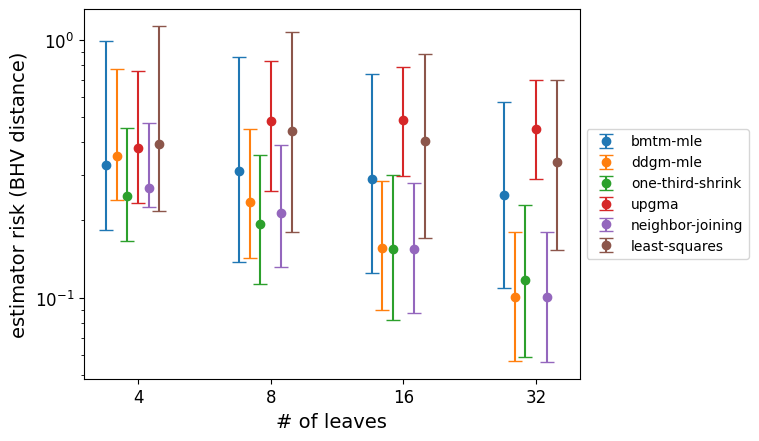 estimator risk (BHV distance)
10⁰
10⁻¹
4 8 16 32
# of leaves
bmtm-mle
ddgm-mle
one-third-shrink
upgma
neighbor-joining
least-squares